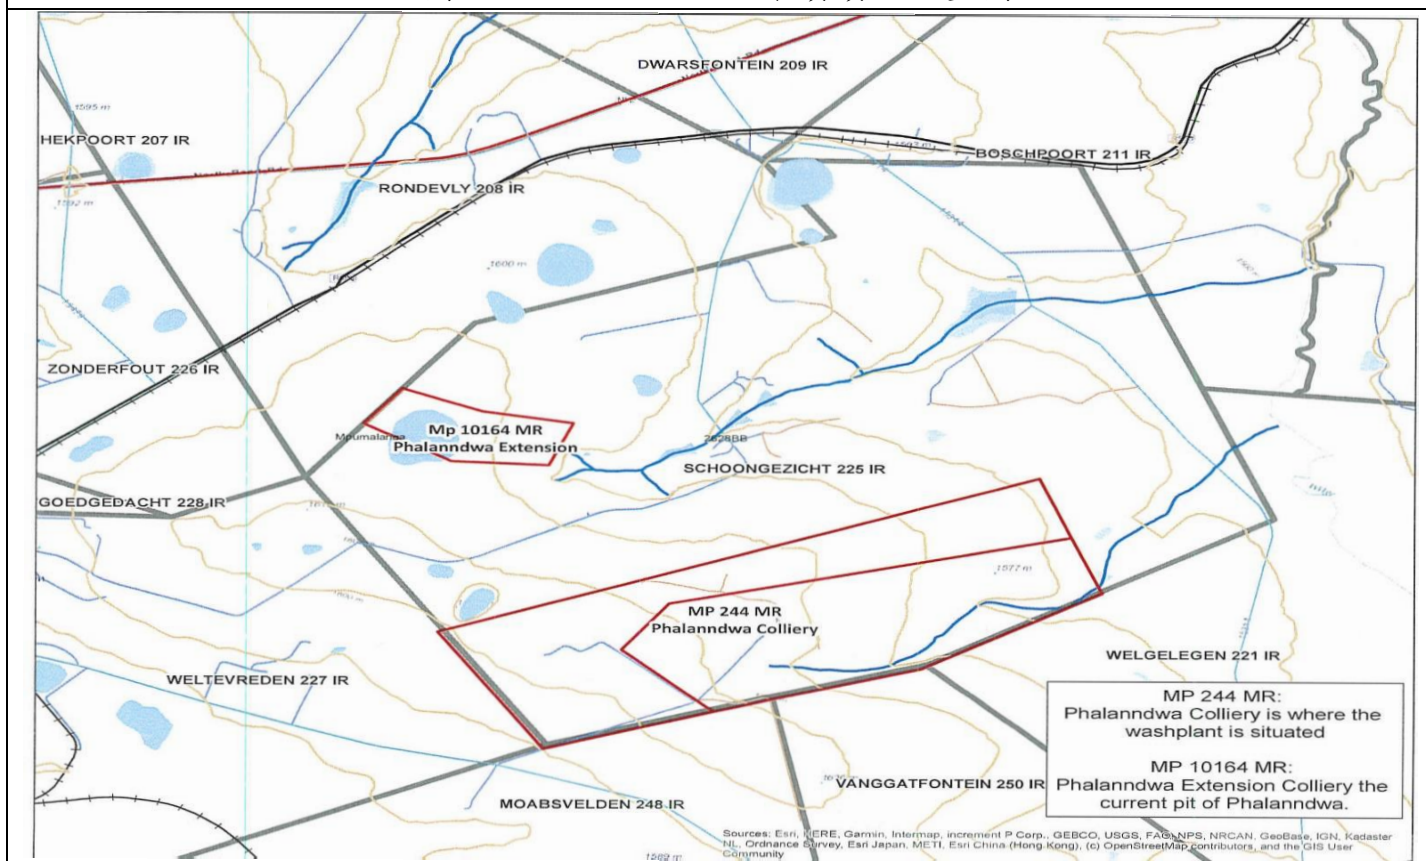 DWARSFONTEIN 209 IR
1595 m
HEKPOORT 207 IR
BOSCHPOORT 211 IR
RONDEVLY 208 IR
1592 m
1600 m
ZONDERFOUT 226 IR
Mp 10164 MR
Mpumalanga
Phalanndwa Extension
2628BB
SCHOONGEZICHT 225 IR
GOEDGEDACHT 228 IR
1577 m
MP 244 MR
Phalanndwa Colliery
WELGELEGEN 221 IR
WELTEVREDEN 227 IR
MP 244 MR:
Phalanndwa Colliery is where the
washplant is situated
MP 10164 MR:
Phalanndwa Extension Colliery the
current pit of Phalanndwa.
VANGGATFONTEIN 250 IR
MOABSVELDEN 248 IR
Sources: Esri, HERE, Garmin, Intermap, increment P Corp., GEBCO, USGS, FAO, NPS, NRCAN, GeoBase, IGN, Kadaster
NL, Ordnance Survey, Esri Japan, METI, Esri China (Hong Kong), (c) OpenStreetMap contributors, and the GIS User
Community